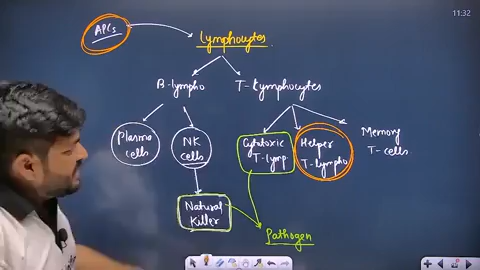 11:32
APCs
Lymphocytes
B-lympho
T-Lymphocytes
Plasma
cells
NK
cells
Cytotoxic
T-lymp.
Helper
T-lympho
Memory
T-cells.
Natural
Killer
Pathogen